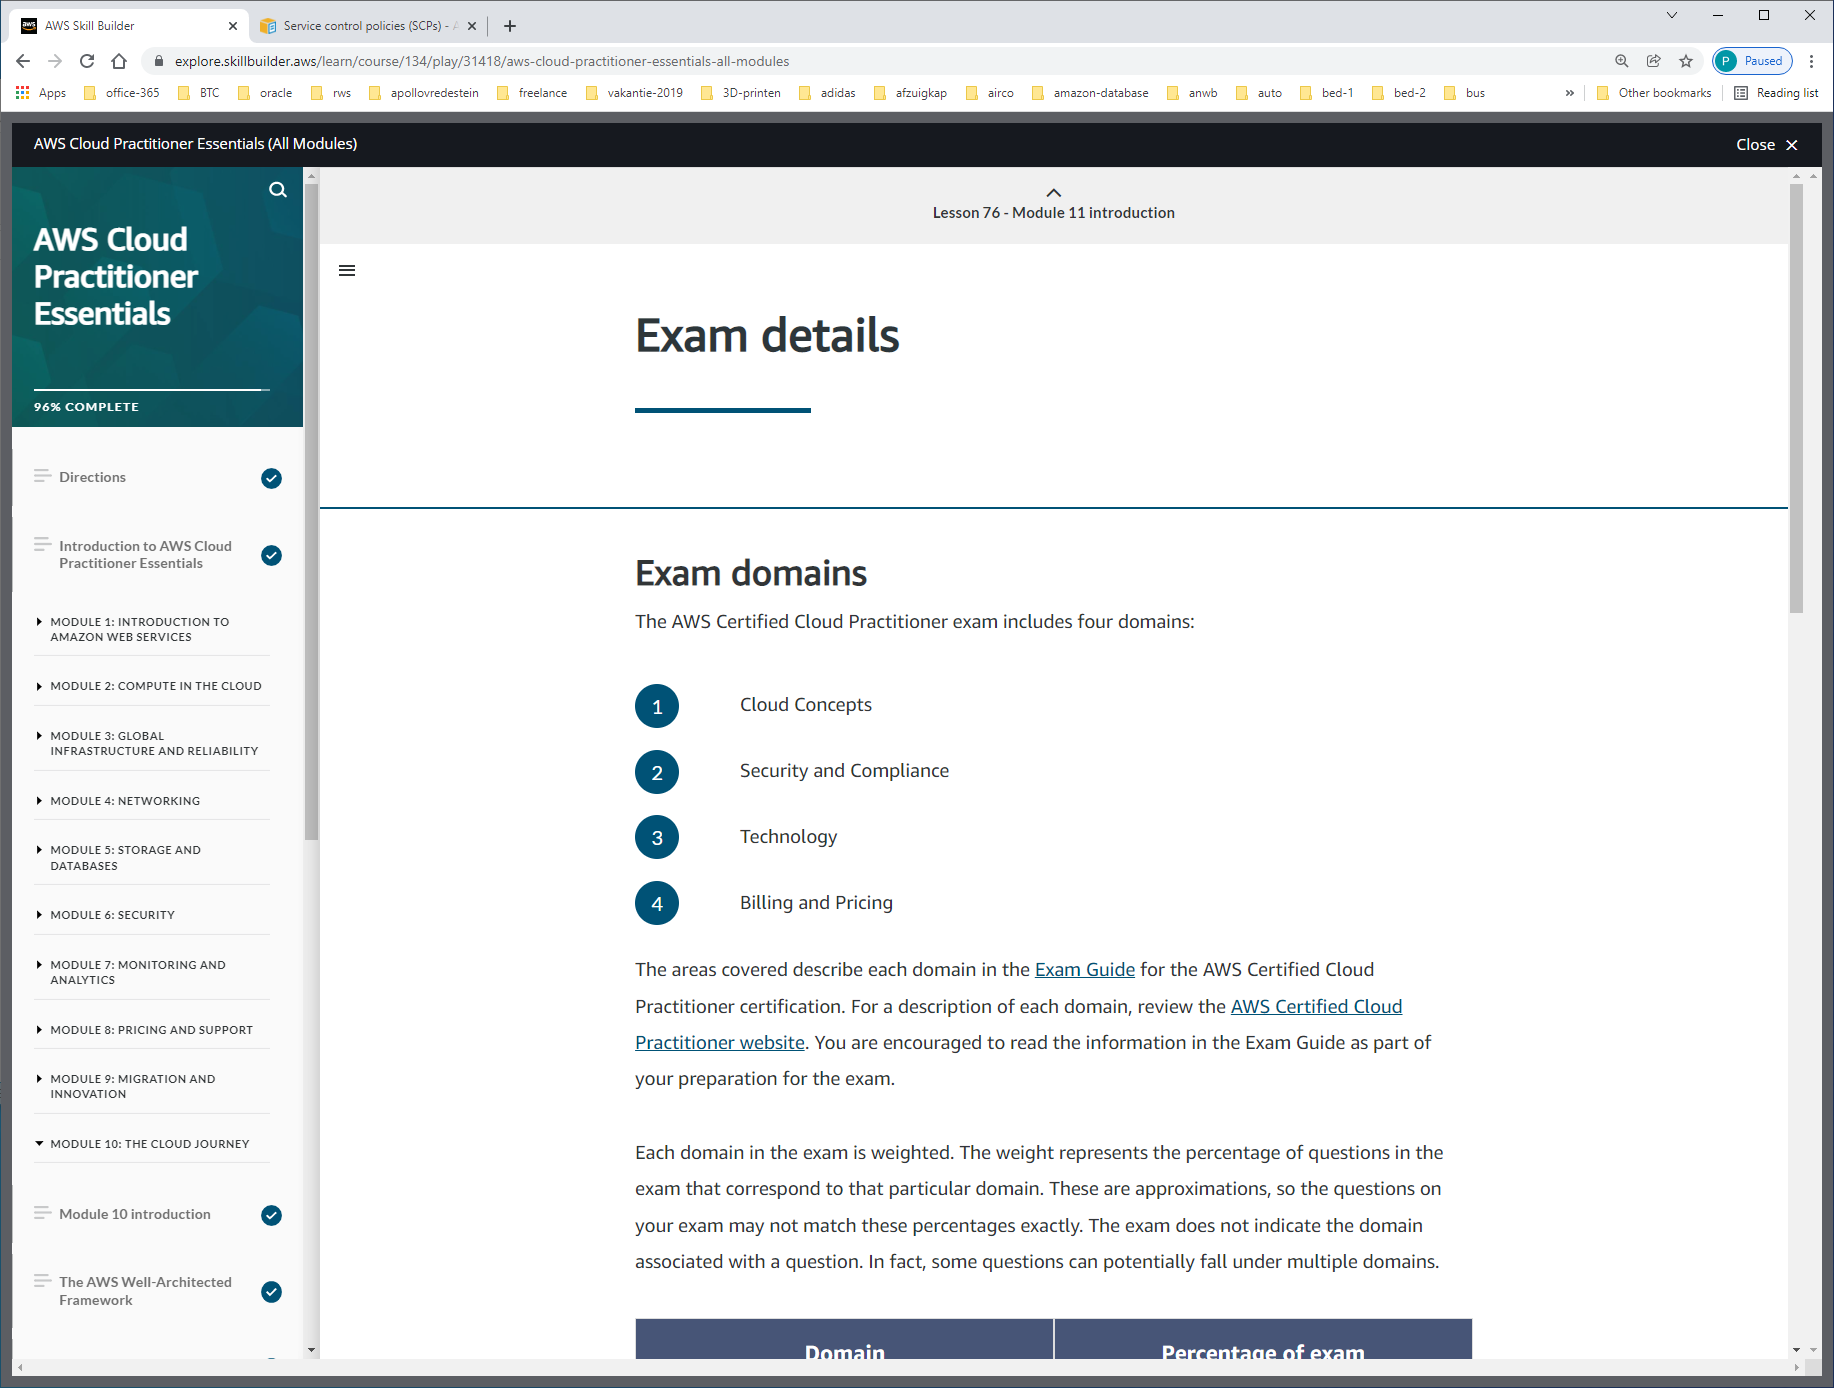 AWS Skill Builder
Service control policies (SCPs) -
explore.skillbuilder.aws/learn/course/134/play/31418/aws-cloud-practitioner-essentials-all-modules
P Paused
Apps office-365 BTC oracle rws apollovredestein freelance vakantie-2019 3D-printen adidas afzuigkap airco amazon-database anwb auto bed-1 bed-2 bus » Other bookmarks Reading list
AWS Cloud Practitioner Essentials (All Modules)
Close
AWS Cloud
Practitioner
Essentials
96% COMPLETE
Directions
Introduction to AWS Cloud
Practitioner Essentials
MODULE 1: INTRODUCTION TO
AMAZON WEB SERVICES
MODULE 2: COMPUTE IN THE CLOUD
MODULE 3: GLOBAL
INFRASTRUCTURE AND RELIABILITY
MODULE 4: NETWORKING
MODULE 5: STORAGE AND
DATABASES
MODULE 6: SECURITY
MODULE 7: MONITORING AND
ANALYTICS
MODULE 8: PRICING AND SUPPORT
MODULE 9: MIGRATION AND
INNOVATION
MODULE 10: THE CLOUD JOURNEY
Module 10 introduction
The AWS Well-Architected
Framework
Lesson 76 - Module 11 introduction
Exam details
Exam domains
The AWS Certified Cloud Practitioner exam includes four domains:
1 Cloud Concepts
2 Security and Compliance
3 Technology
4 Billing and Pricing
The areas covered describe each domain in the Exam Guide for the AWS Certified Cloud
Practitioner certification. For a description of each domain, review the AWS Certified Cloud
Practitioner website. You are encouraged to read the information in the Exam Guide as part of
your preparation for the exam.
Each domain in the exam is weighted. The weight represents the percentage of questions in the
exam that correspond to that particular domain. These are approximations, so the questions on
your exam may not match these percentages exactly. The exam does not indicate the domain
associated with a question. In fact, some questions can potentially fall under multiple domains.
Domain Percentage of exam